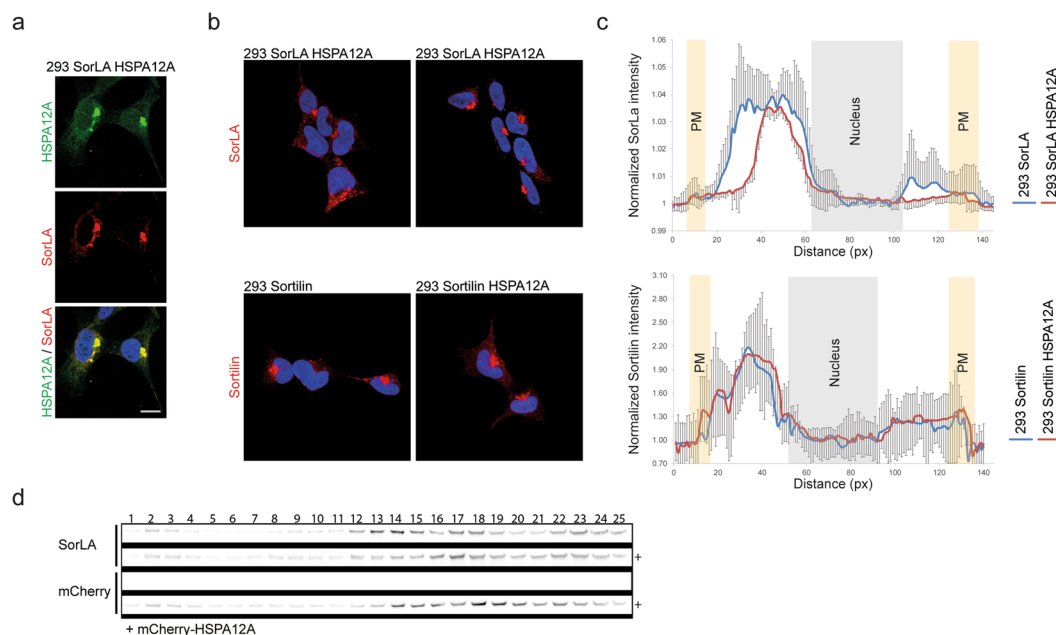 a
293 SorLA HSPA12A
HSPA12A
SorLA
HSPA12A / SorLA
b
293 SorLA HSPA12A
293 SorLA HSPA12A
SorLA
293 Sortilin
293 Sortilin HSPA12A
Sortilin
c
Normalized SorLa intensity
1.06
1.05
1.04
1.03
1.02
1.01
1
0.99
PM
Nucleus
PM
0 20 40 60 80 100 120 140
Distance (px)
293 SorLA
293 SorLA HSPA12A
Normalized Sortilin intensity
3.10
2.80
2.50
2.20
1.90
1.60
1.30
1.00
0.70
PM
Nucleus
PM
0 20 40 60 80 100 120 140
Distance (px)
293 Sortilin
293 Sortilin HSPA12A
d
1 2 3 4 5 6 7 8 9 10 11 12 13 14 15 16 17 18 19 20 21 22 23 24 25
SorLA
+
mCherry
+
+ mCherry-HSPA12A